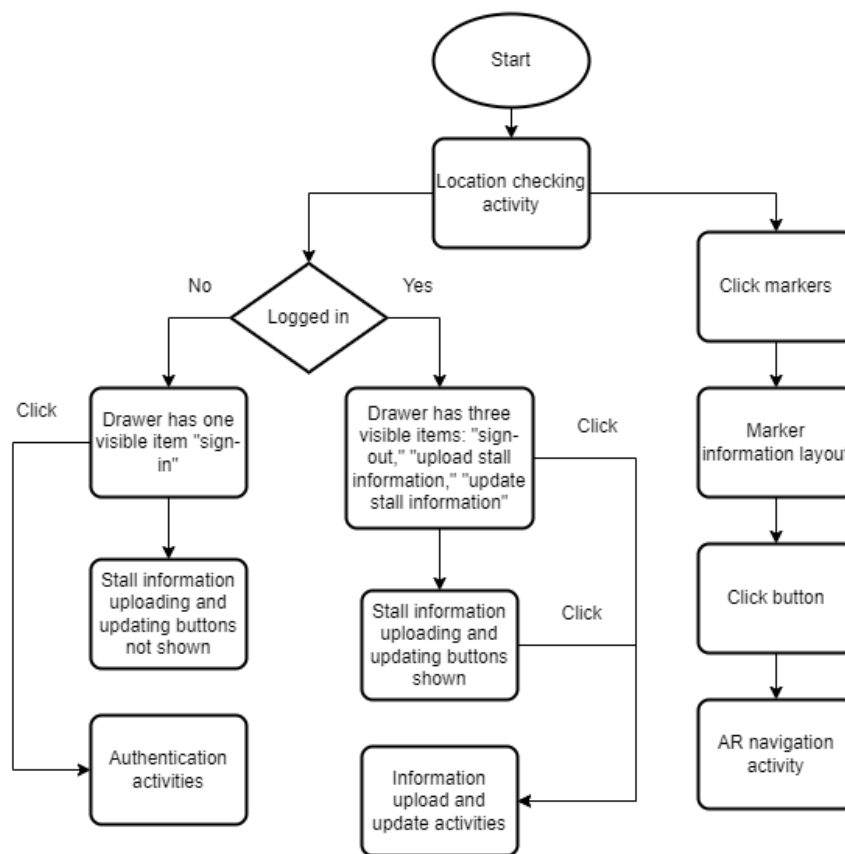 Start
Location checking
activity
No
Yes
Logged in
Click markers
Click
Drawer has one
visible item "sign-
in"
Drawer has three
visible items: "sign-
out," "upload stall
information," "update
stall information"
Click
Marker
information layout
Stall information
uploading and
updating buttons
not shown
Stall information
uploading and
updating buttons
shown
Click
Click button
Authentication
activities
Information
upload and
update activities
AR navigation
activity